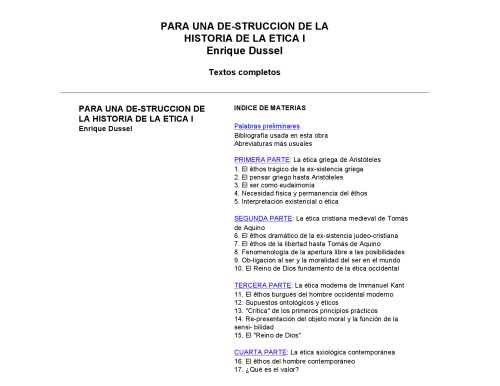 PARA UNA DE-STRUCCION DE LA
HISTORIA DE LA ETICA I
Enrique Dussel
Textos completos
PARA UNA DE-STRUCCION DE
LA HISTORIA DE LA ETICA I
Enrique Dussel
INDICE DE MATERIAS
Palabras preliminares.
Bibliografía usada en esta obra
Abreviaturas más usuales
PRIMERA PARTE: La ética griega de Aristóteles
1. El êthos trágico de la ex-sistencia griega
2. El pensar griego hasta Aristóteles
3. El ser como eudaimonía
4. Necesidad física y permanencia del êthos
5. Interpretación existencial o ética
SEGUNDA PARTE: La ética cristiana medieval de Tomás
de Aquino
6. El êthos dramático de la ex-sistencia judeo-cristiana
7. El êthos de la libertad hasta Tomás de Aquino
8. Fenomenología de la apertura libre a las posibilidades
9. Ob-ligación al ser y la moralidad del ser en el mundo
10. El Reino de Dios fundamento de la ética occidental
TERCERA PARTE: La ética moderna de Immanuel Kant
11. El êthos burgués del hombre occidental moderno
12. Supuestos ontológicos y éticos
13. "Crítica" de los primeros principios prácticos
14. Re-presentación del objeto moral y la función de la
sensi- bilidad
15. El "Reino de Dios"
CUARTA PARTE: La ética axiológica contemporánea
16. El êthos del hombre contemporáneo
17. ¿Qué es el valor?